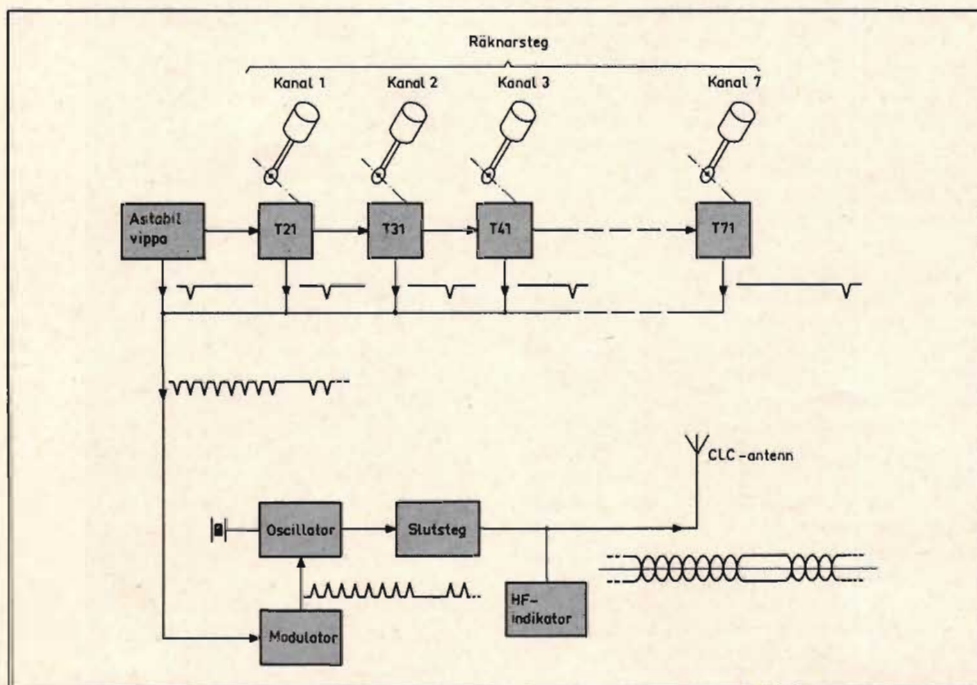 Räknarsteg
Kanal 1 Kanal 2 Kanal 3 Kanal 7
Astabil
vippa
T21 T31 T41 T71
CLC-antenn
Oscillator Slutsteg
HF-
indikator
Modulator